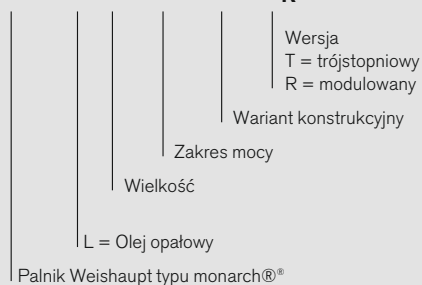 R
Wersja
T = trójstopniowy
R = modulowany
Wariant konstrukcyjny
Zakres mocy
Wielkość
L = Olej opałowy
Palnik Weishaupt typu monarch®®